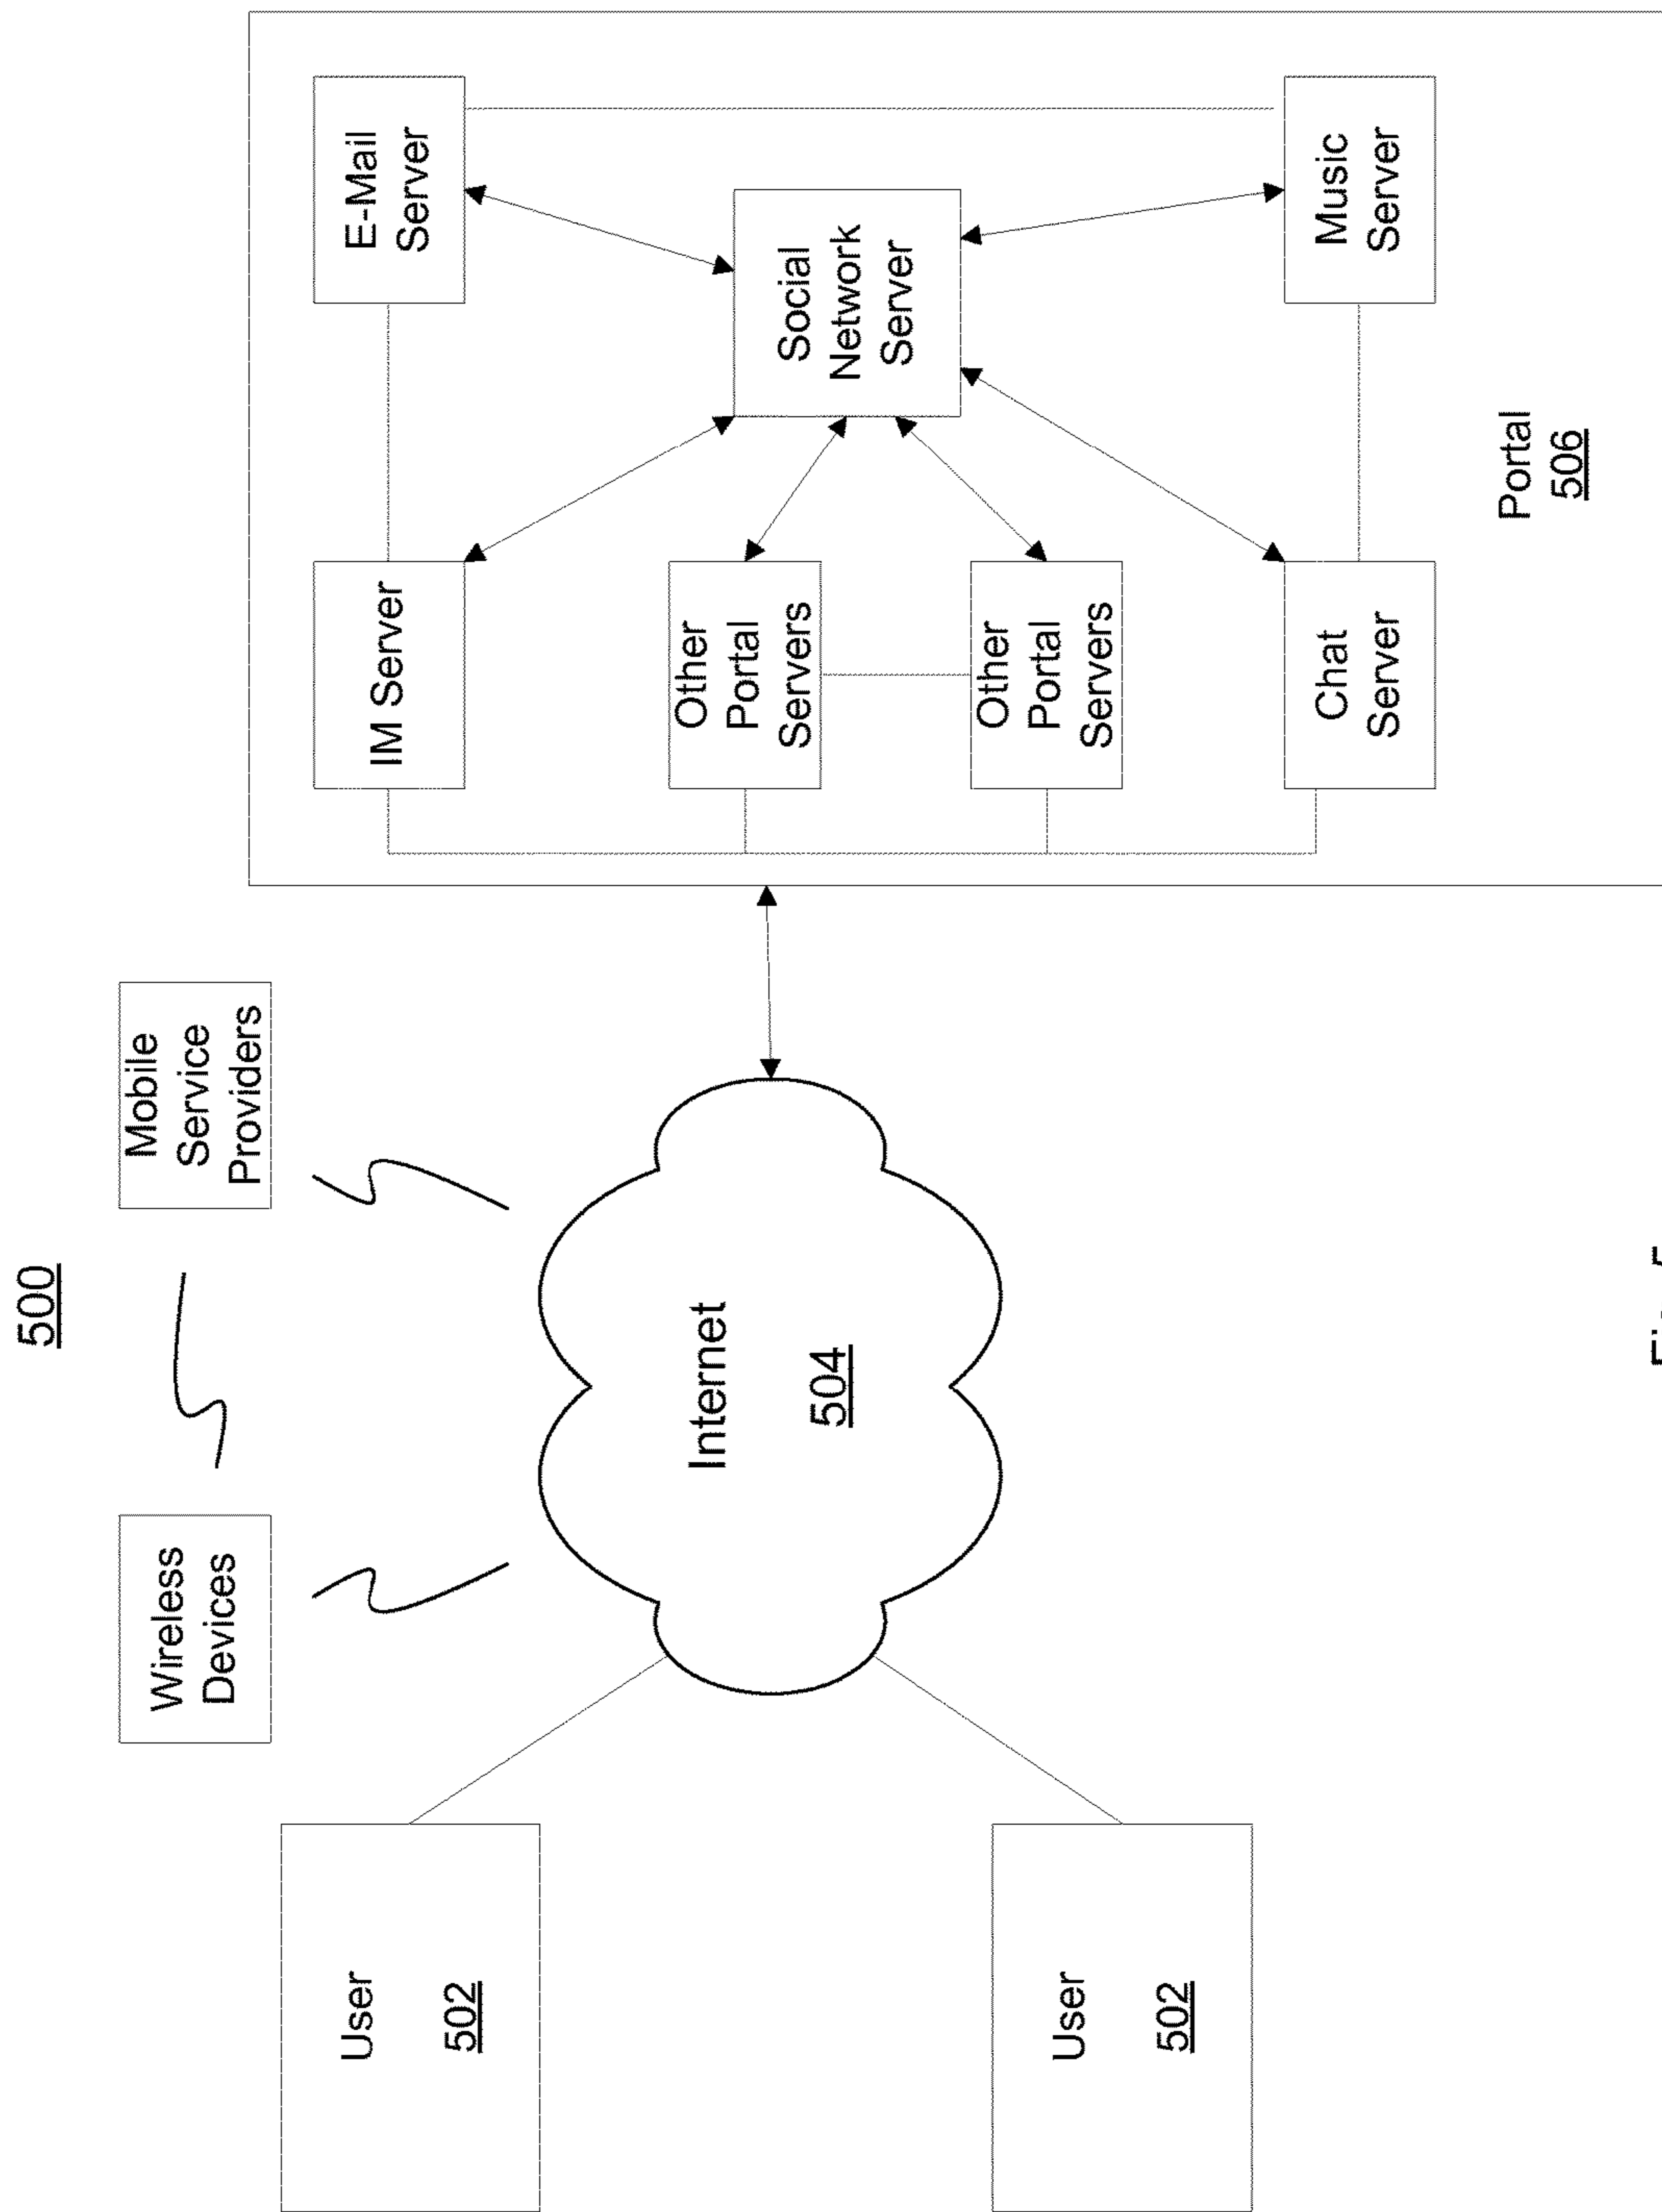 500
Wireless
Devices
Mobile
Service
Providers
User
502
User
502
Internet
504
IM Server
E-Mail
Server
Other
Portal
Servers
Social
Network
Server
Other
Portal
Servers
Chat
Server
Music
Server
Portal
506